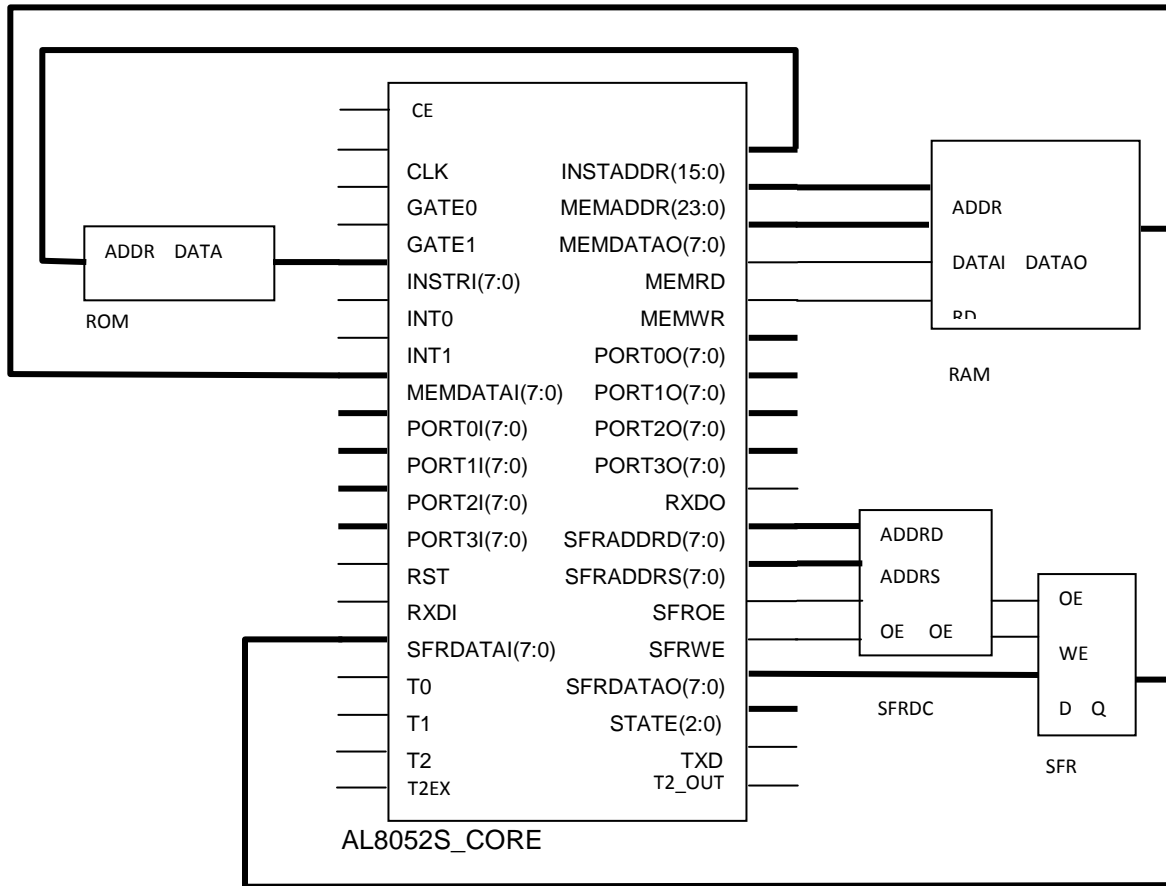 CE
CLK INSTADDR(15:0)
GATE0 MEMADDR(23:0)
GATE1 MEMDATAO(7:0)
INSTRI(7:0) MEMRD
INT0 MEMWR
INT1 PORT0O(7:0)
MEMDATAI(7:0) PORT1O(7:0)
PORT0I(7:0) PORT2O(7:0)
PORT1I(7:0) PORT3O(7:0)
PORT2I(7:0) RXDO
PORT3I(7:0) SFRADDRD(7:0)
RST SFRADDRS(7:0)
RXDI SFROE
SFRDATAI(7:0) SFRWE
T0 SFRDATAO(7:0)
T1 STATE(2:0)
T2 TXD
T2EX T2_OUT
AL8052S_CORE
ADDR DATA
ROM
ADDR
DATAI DATAO
RD
RAM
ADDRD
ADDRS
OE OE
SFRDC
OE
WE
D Q
SFR